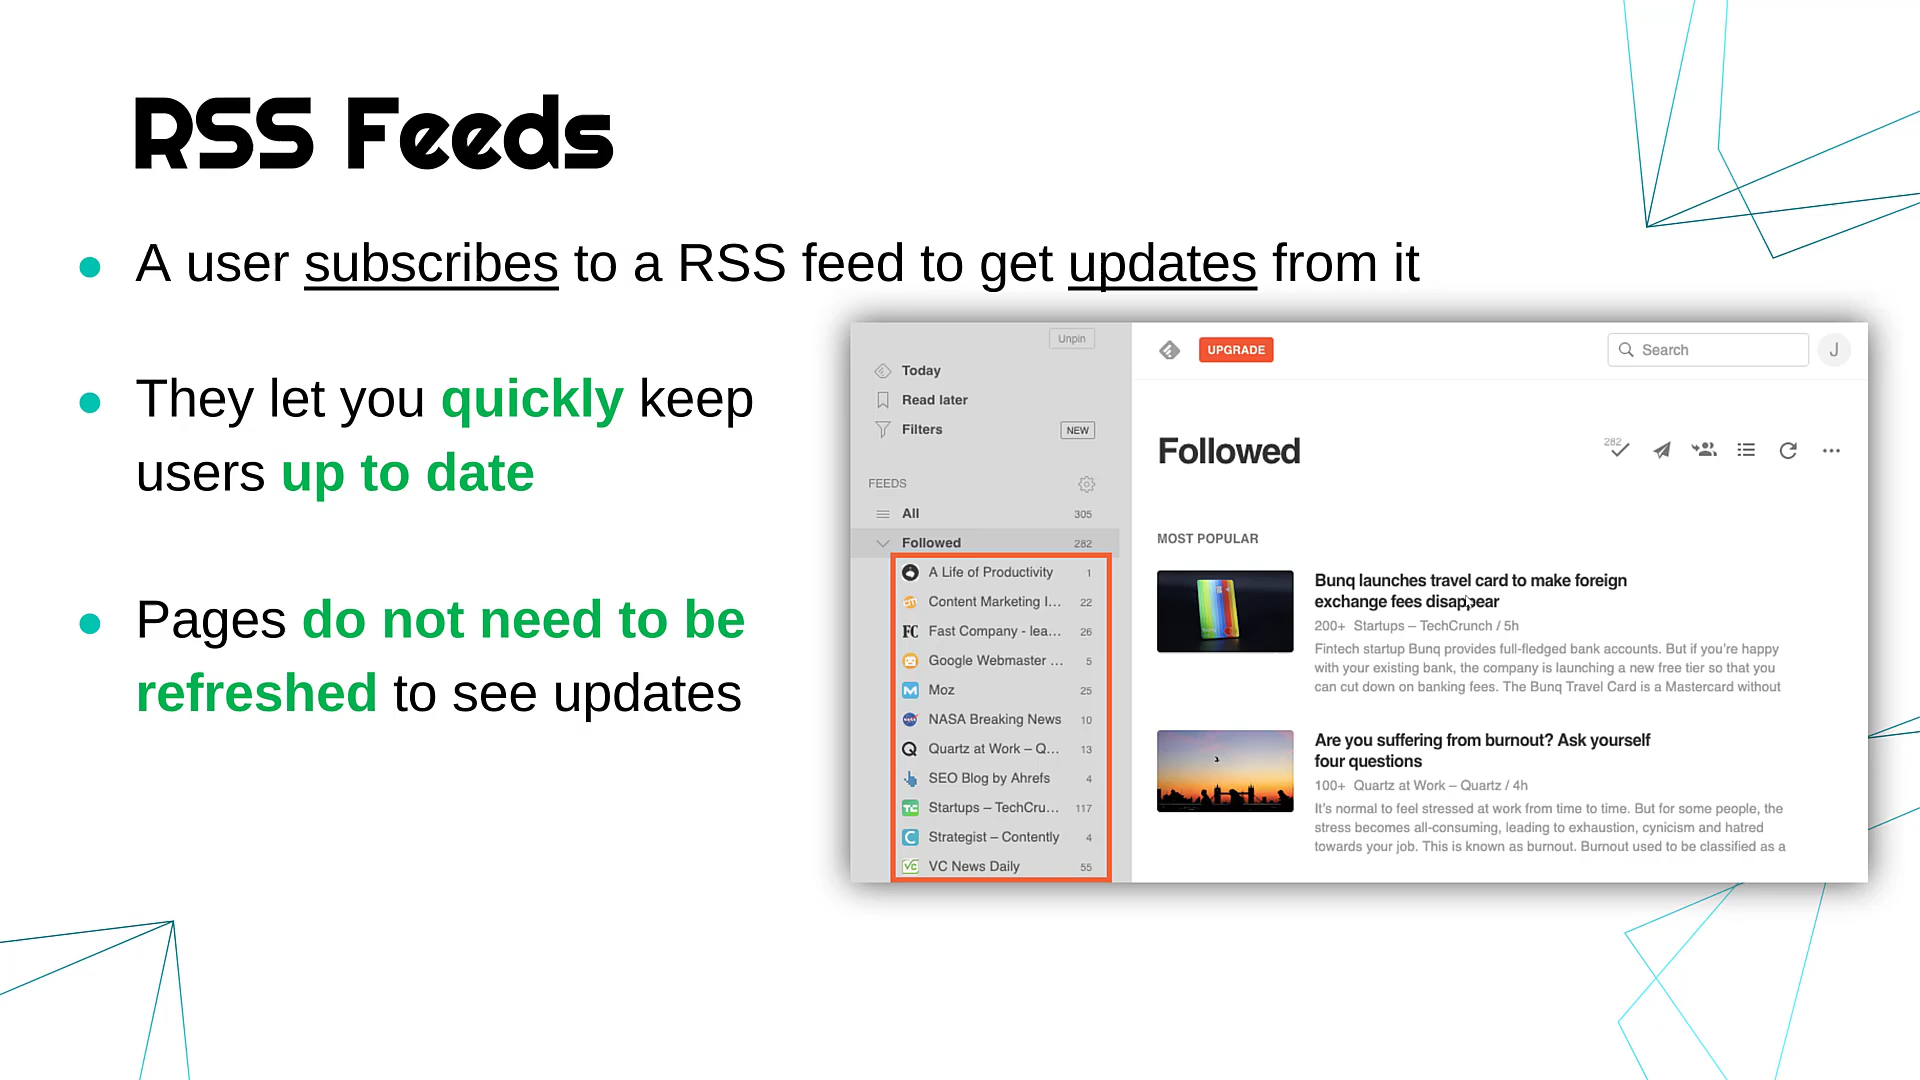 RSS Feeds
A user subscribes to a RSS feed to get updates from it
They let you quickly keep
users up to date
Pages do not need to be
refreshed to see updates
Unpin
Today
Read later
Filters NEW
FEEDS
All 305
Followed 282
A Life of Productivity 1
Content Marketing I... 22
Fast Company - lea... 26
Google Webmaster ... 5
Moz 25
NASA Breaking News 10
Quartz at Work – Q... 13
SEO Blog by Ahrefs 4
Startups – TechCru... 117
Strategist – Contently 4
VC News Daily 55
UPGRADE
Search
J
Followed
282
MOST POPULAR
Bunq launches travel card to make foreign
exchange fees disappear
200+ Startups – TechCrunch / 5h
Fintech startup Bunq provides full-fledged bank accounts. But if you're happy
with your existing bank, the company is launching a new free tier so that you
can cut down on banking fees. The Bunq Travel Card is a Mastercard without
Are you suffering from burnout? Ask yourself
four questions
100+ Quartz at Work – Quartz / 4h
It's normal to feel stressed at work from time to time. But for some people, the
stress becomes all-consuming, leading to exhaustion, cynicism and hatred
towards your job. This is known as burnout. Burnout used to be classified as a